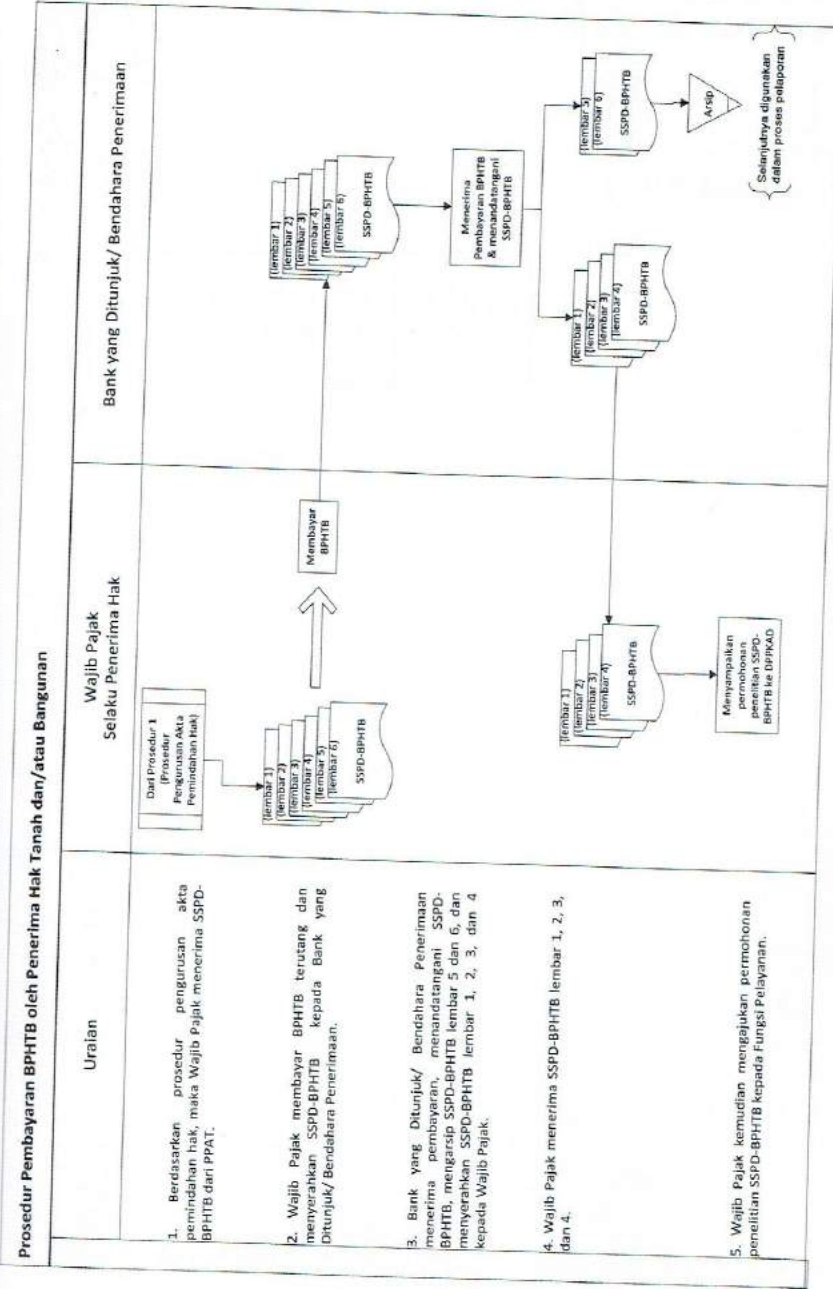 Prosedur Pembayaran BPHTB oleh Penerima Hak Tanah dan/atau Bangunan
Uraian
Wajib Pajak
Selaku Penerima Hak
Bank yang Ditunjuk/ Bendahara Penerimaan
1. Berdasarkan prosedur pengurusan akta
pemindahan hak, maka Wajib Pajak menerima SSPD-
BPHTB dari PPAT.
2. Wajib Pajak membayar BPHTB terutang dan
menyerahkan SSPD-BPHTB kepada Bank yang
Ditunjuk/ Bendahara Penerimaan.
3. Bank yang Ditunjuk/ Bendahara Penerimaan
menerima pembayaran, menandatangani SSPD-
BPHTB, mengarsip SSPD-BPHTB lembar 5 dan 6, dan
menyerahkan SSPD-BPHTB lembar 1, 2, 3, dan 4
kepada Wajib Pajak.
4. Wajib Pajak menerima SSPD-BPHTB lembar 1, 2, 3,
dan 4.
5. Wajib Pajak kemudian mengajukan permohonan
penelitian SSPD-BPHTB kepada Fungsi Pelayanan.
Dari Prosedur 1
(Prosedur
Pengurusan Akta
Pemindahan Hak)
(lembar 1)
(lembar 2)
(lembar 3)
(lembar 4)
(lembar 5)
(lembar 6)
SSPD-BPHTB
Membayar
BPHTB
(lembar 1)
(lembar 2)
(lembar 3)
(lembar 4)
SSPD-BPHTB
Menyampaikan
permohonan
penelitian SSPD-
BPHTB ke DPPKAD
(lembar 1)
(lembar 2)
(lembar 3)
(lembar 4)
(lembar 5)
(lembar 6)
SSPD-BPHTB
Menerima
Pembayaran BPHTB
& menandatangani
SSPD-BPHTB
(lembar 1)
(lembar 2)
(lembar 3)
(lembar 4)
SSPD-BPHTB
(lembar 5)
(lembar 6)
SSPD-BPHTB
Arsip
Selanjutnya digunakan
dalam proses pelaporan